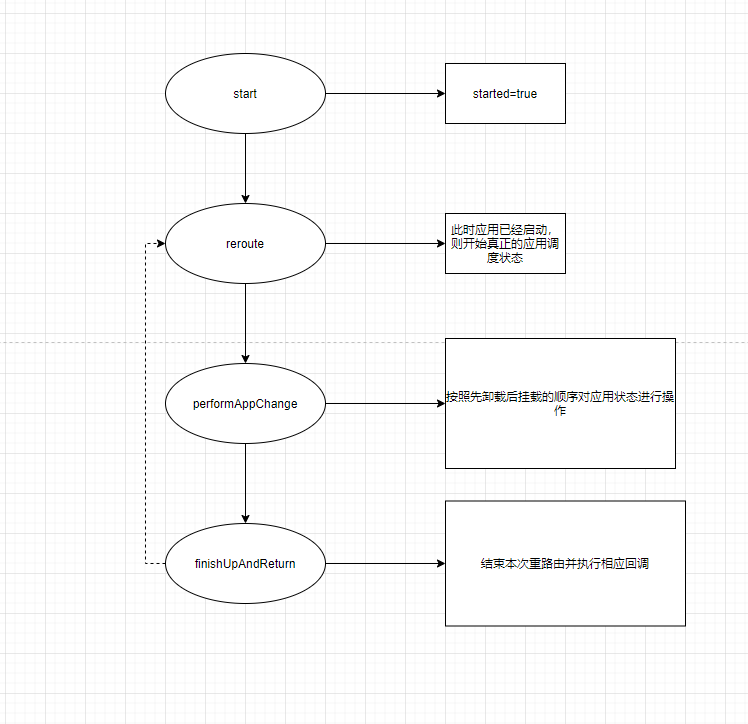 start
started=true
reroute
此时应用已经启动，
则开始真正的应用调
度状态
performAppChange
按照先卸载后挂载的顺序对应用状态进行操
作
finishUpAndReturn
结束本次重路由并执行相应回调